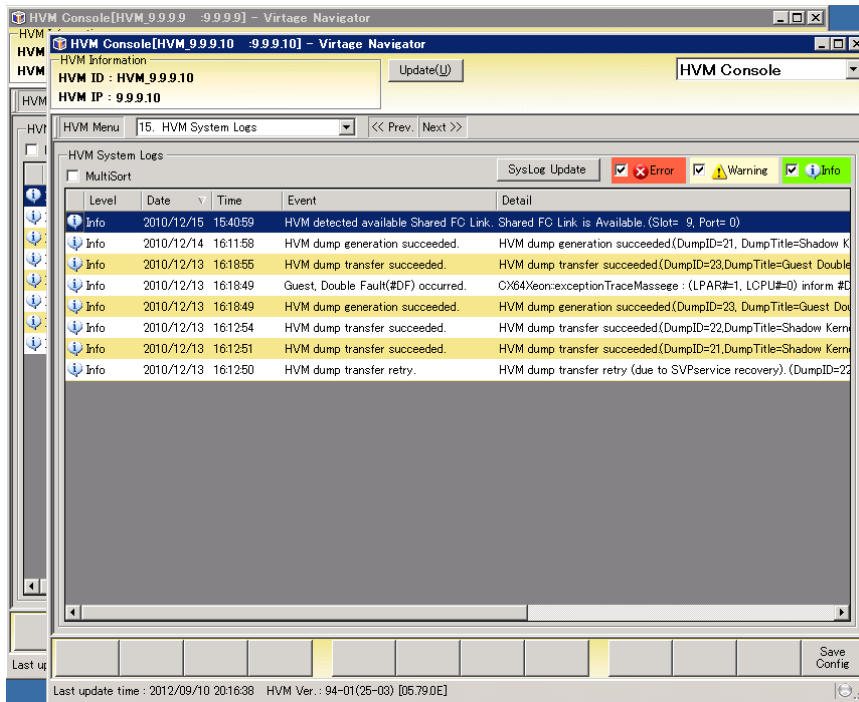 HVM Console[HVM_9.9.9.9 :9.9.9.9] - Virtage Navigator
HVM
HVM
HVM
HVM
HVM Console[HVM_9.9.9.10 :9.9.9.10] - Virtage Navigator
HVM Information
HVM ID : HVM_9.9.9.10
HVM IP : 9.9.9.10
Update(U)
HVM Console
HVM Menu 15. HVM System Logs << Prev. Next >>
HVM System Logs
MultiSort
SysLog Update Error Warning Info
Level Date Time Event Detail
Info 2010/12/15 15:40:59 HVM detected available Shared FC Link. Shared FC Link is Available. (Slot= 9, Port= 0)
Info 2010/12/14 16:11:58 HVM dump generation succeeded. HVM dump generation succeeded.(DumpID=21, DumpTitle=Shadow K
Info 2010/12/13 16:18:55 HVM dump transfer succeeded. HVM dump transfer succeeded.(DumpID=23,DumpTitle=Guest Double
Info 2010/12/13 16:18:49 Guest, Double Fault(#DF) occurred. CX64Xeon::exceptionTraceMassege : (LPAR#=1, LCPU#=0) inform #D
Info 2010/12/13 16:18:49 HVM dump generation succeeded. HVM dump generation succeeded.(DumpID=23, DumpTitle=Guest Dou
Info 2010/12/13 16:12:54 HVM dump transfer succeeded. HVM dump transfer succeeded.(DumpID=22,DumpTitle=Shadow Kern
Info 2010/12/13 16:12:51 HVM dump transfer succeeded. HVM dump transfer succeeded.(DumpID=21,DumpTitle=Shadow Kern
Info 2010/12/13 16:12:50 HVM dump transfer retry. HVM dump transfer retry (due to SVPservice recovery). (DumpID=22
Save
Config
Last up
Last update time : 2012/09/10 20:16:38 HVM Ver. : 94-01(25-03) [05.79.0E]